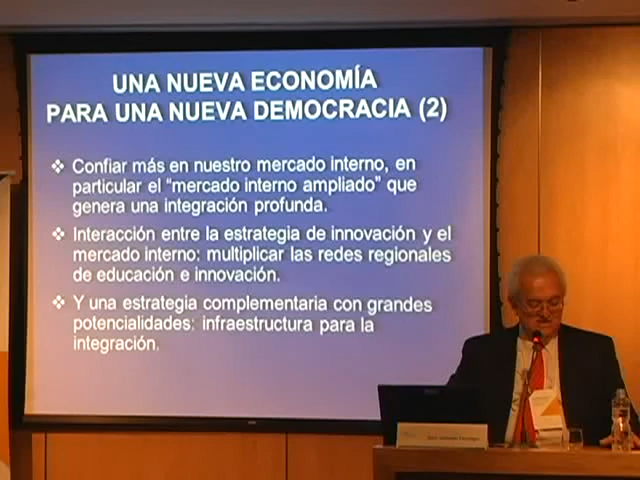 UNA NUEVA ECONOMÍA
PARA UNA NUEVA DEMOCRACIA (2)
❖ Confiar más en nuestro mercado interno, en
particular el “mercado interno ampliado” que
genera una integración profunda.
❖ Interacción entre la estrategia de innovación y el
mercado interno: multiplicar las redes regionales
de educación e innovación.
❖ Y una estrategia complementaria con grandes
potencialidades: infraestructura para la
integración.